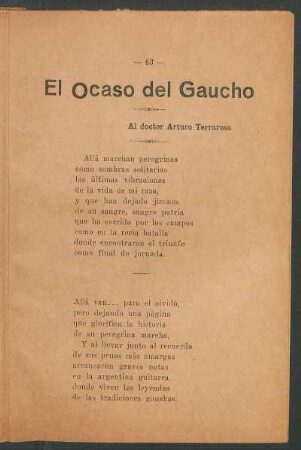 — 63 —
El Ocaso del Gaucho
Al doctor Arturo Terrarosa
Allá marchan peregrinas
como sombras solitarias
las últimas vibraciones
de la vida de mi raza,
y que han dejado jirones
de su sangre, sangre patria
que ha corrido por los campos
como en la recia batalla
donde encontraron el triunfo
como final de jornada.
Allá van... para el olvido,
pero dejando una página
que glorifica la historia
de su peregrina marcha,
Y al llevar junto al recuerdo
de sus penas más amargas
arrancaron graves notas
en la argentina guitarra
donde viven las leyendas
de las tradiciones gauchas.